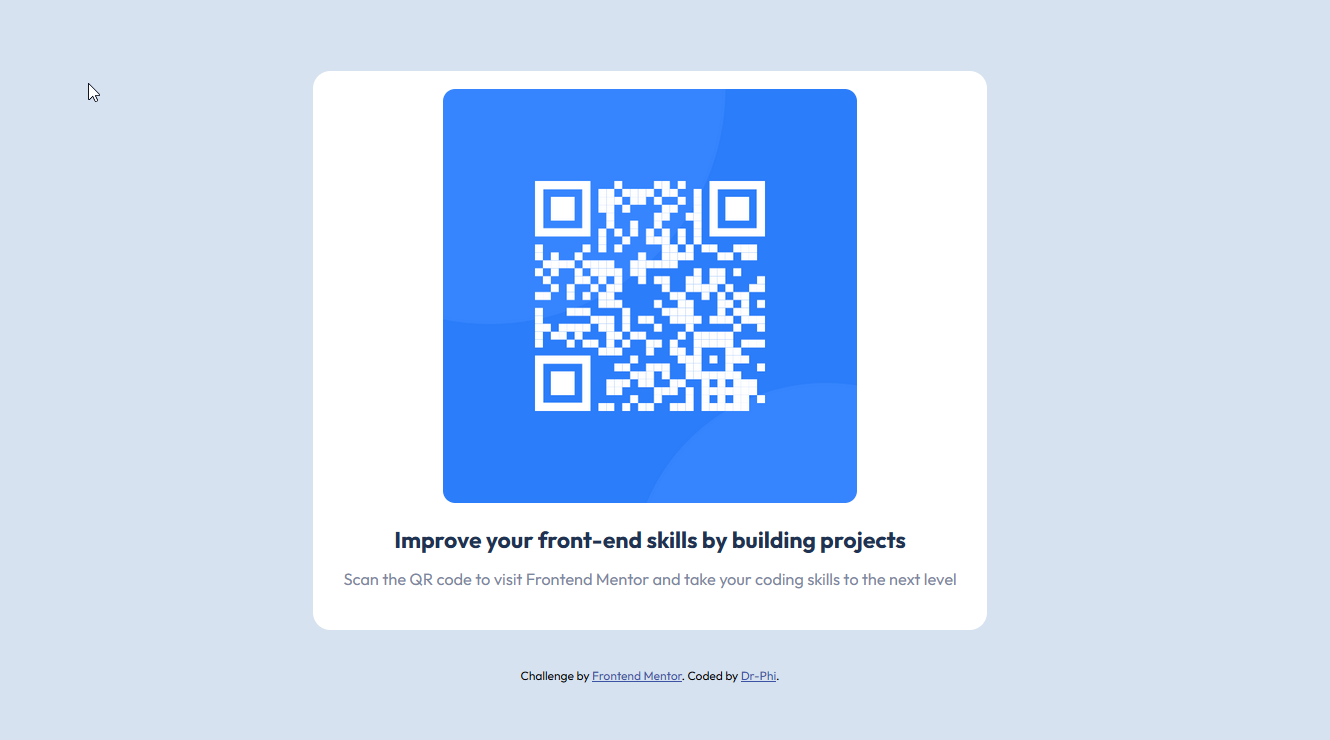 Improve your front-end skills by building projects
Scan the QR code to visit Frontend Mentor and take your coding skills to the next level
Challenge by Frontend Mentor. Coded by Dr-Phi.